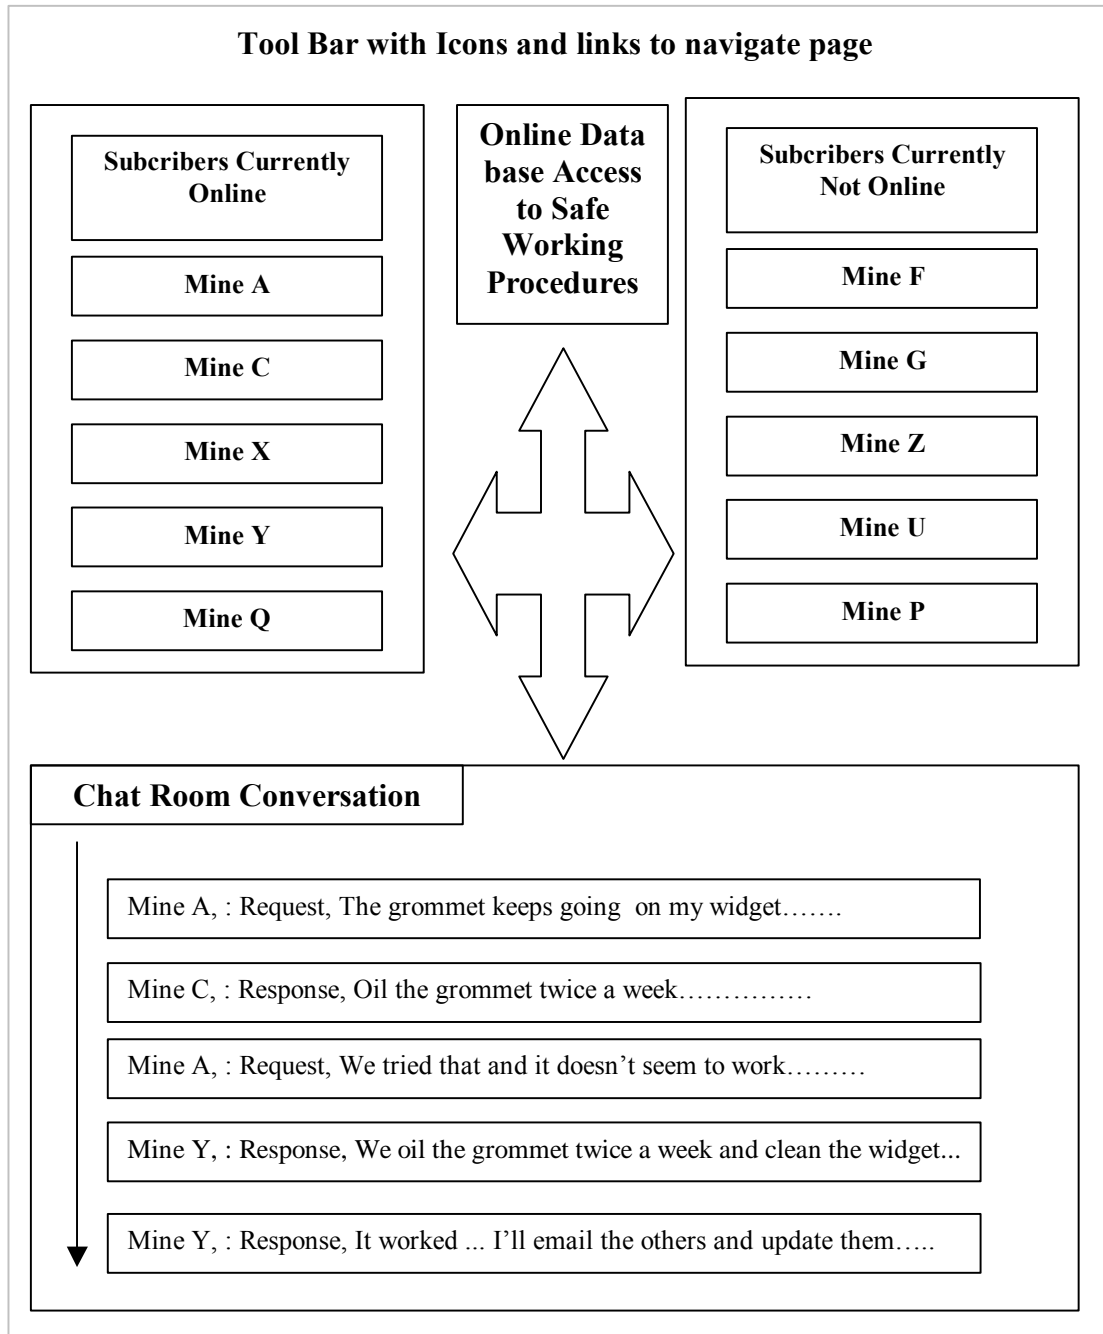 Tool Bar with Icons and links to navigate page
Subcribers Currently
Online
Mine A
Mine C
Mine X
Mine Y
Mine Q
Online Data
base Access
to Safe
Working
Procedures
Subcribers Currently
Not Online
Mine F
Mine G
Mine Z
Mine U
Mine P
Chat Room Conversation
Mine A, : Request, The grommet keeps going  on my widget…….
Mine C, : Response, Oil the grommet twice a week……………
Mine A, : Request, We tried that and it doesn’t seem to work………
Mine Y, : Response, We oil the grommet twice a week and clean the widget...
Mine Y, : Response, It worked ... I’ll email the others and update them…..